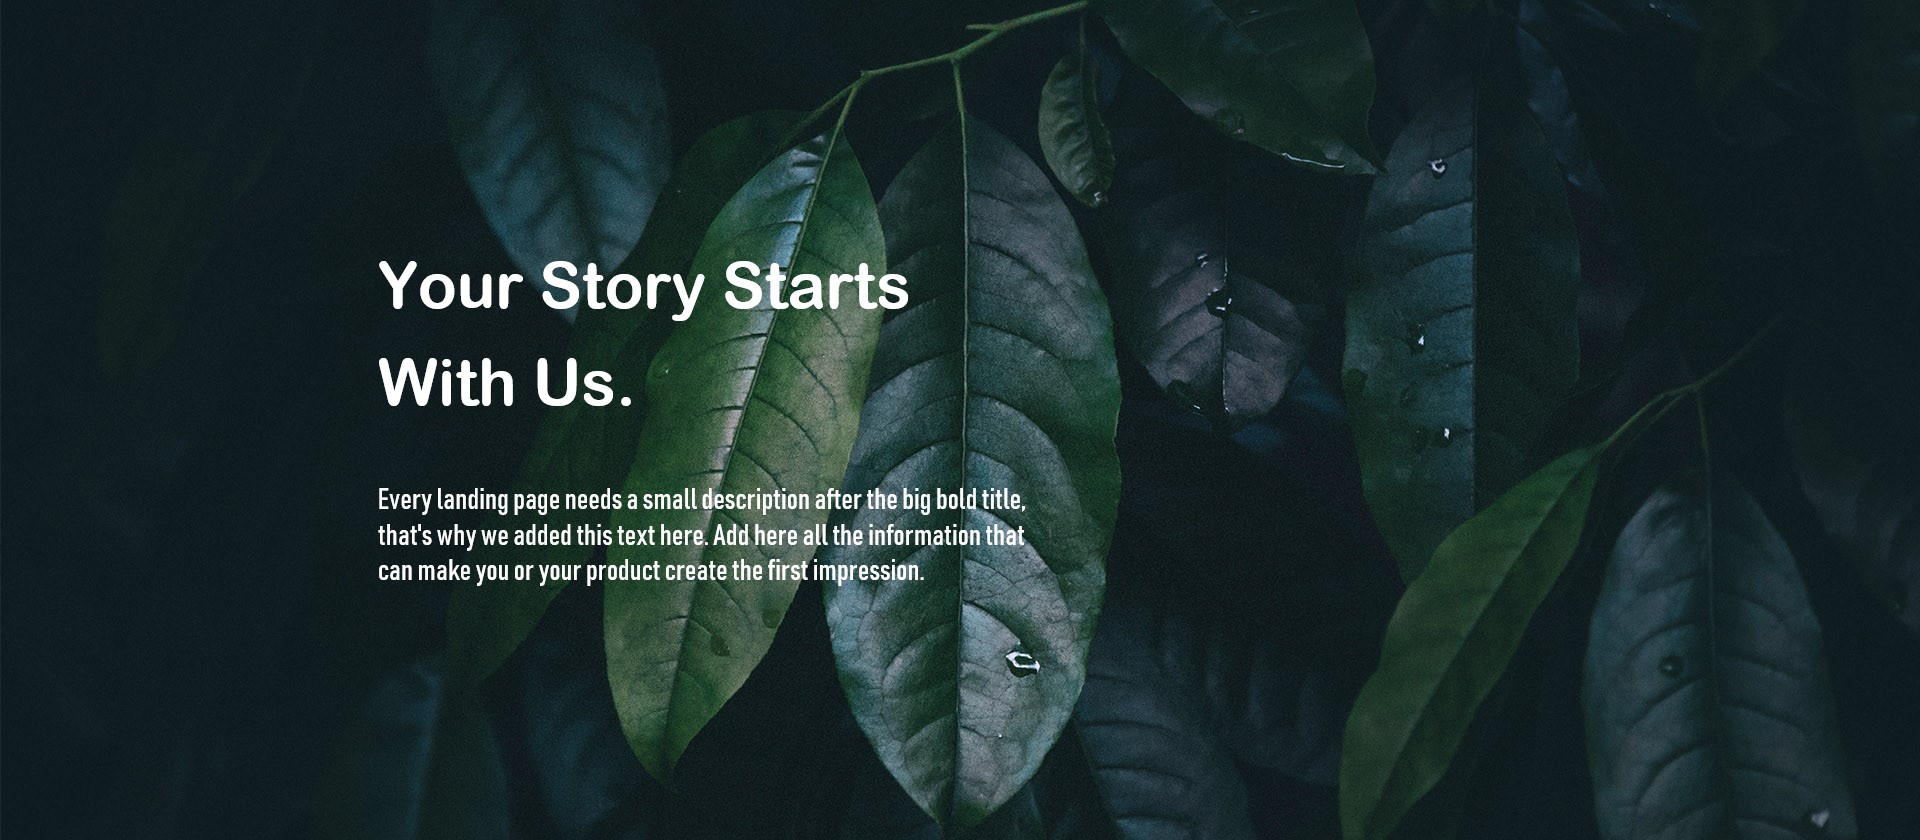 Your Story Starts
With Us.
Every landing page needs a small description after the big bold title,
that's why we added this text here. Add here all the information that
can make you or your product create the first impression.